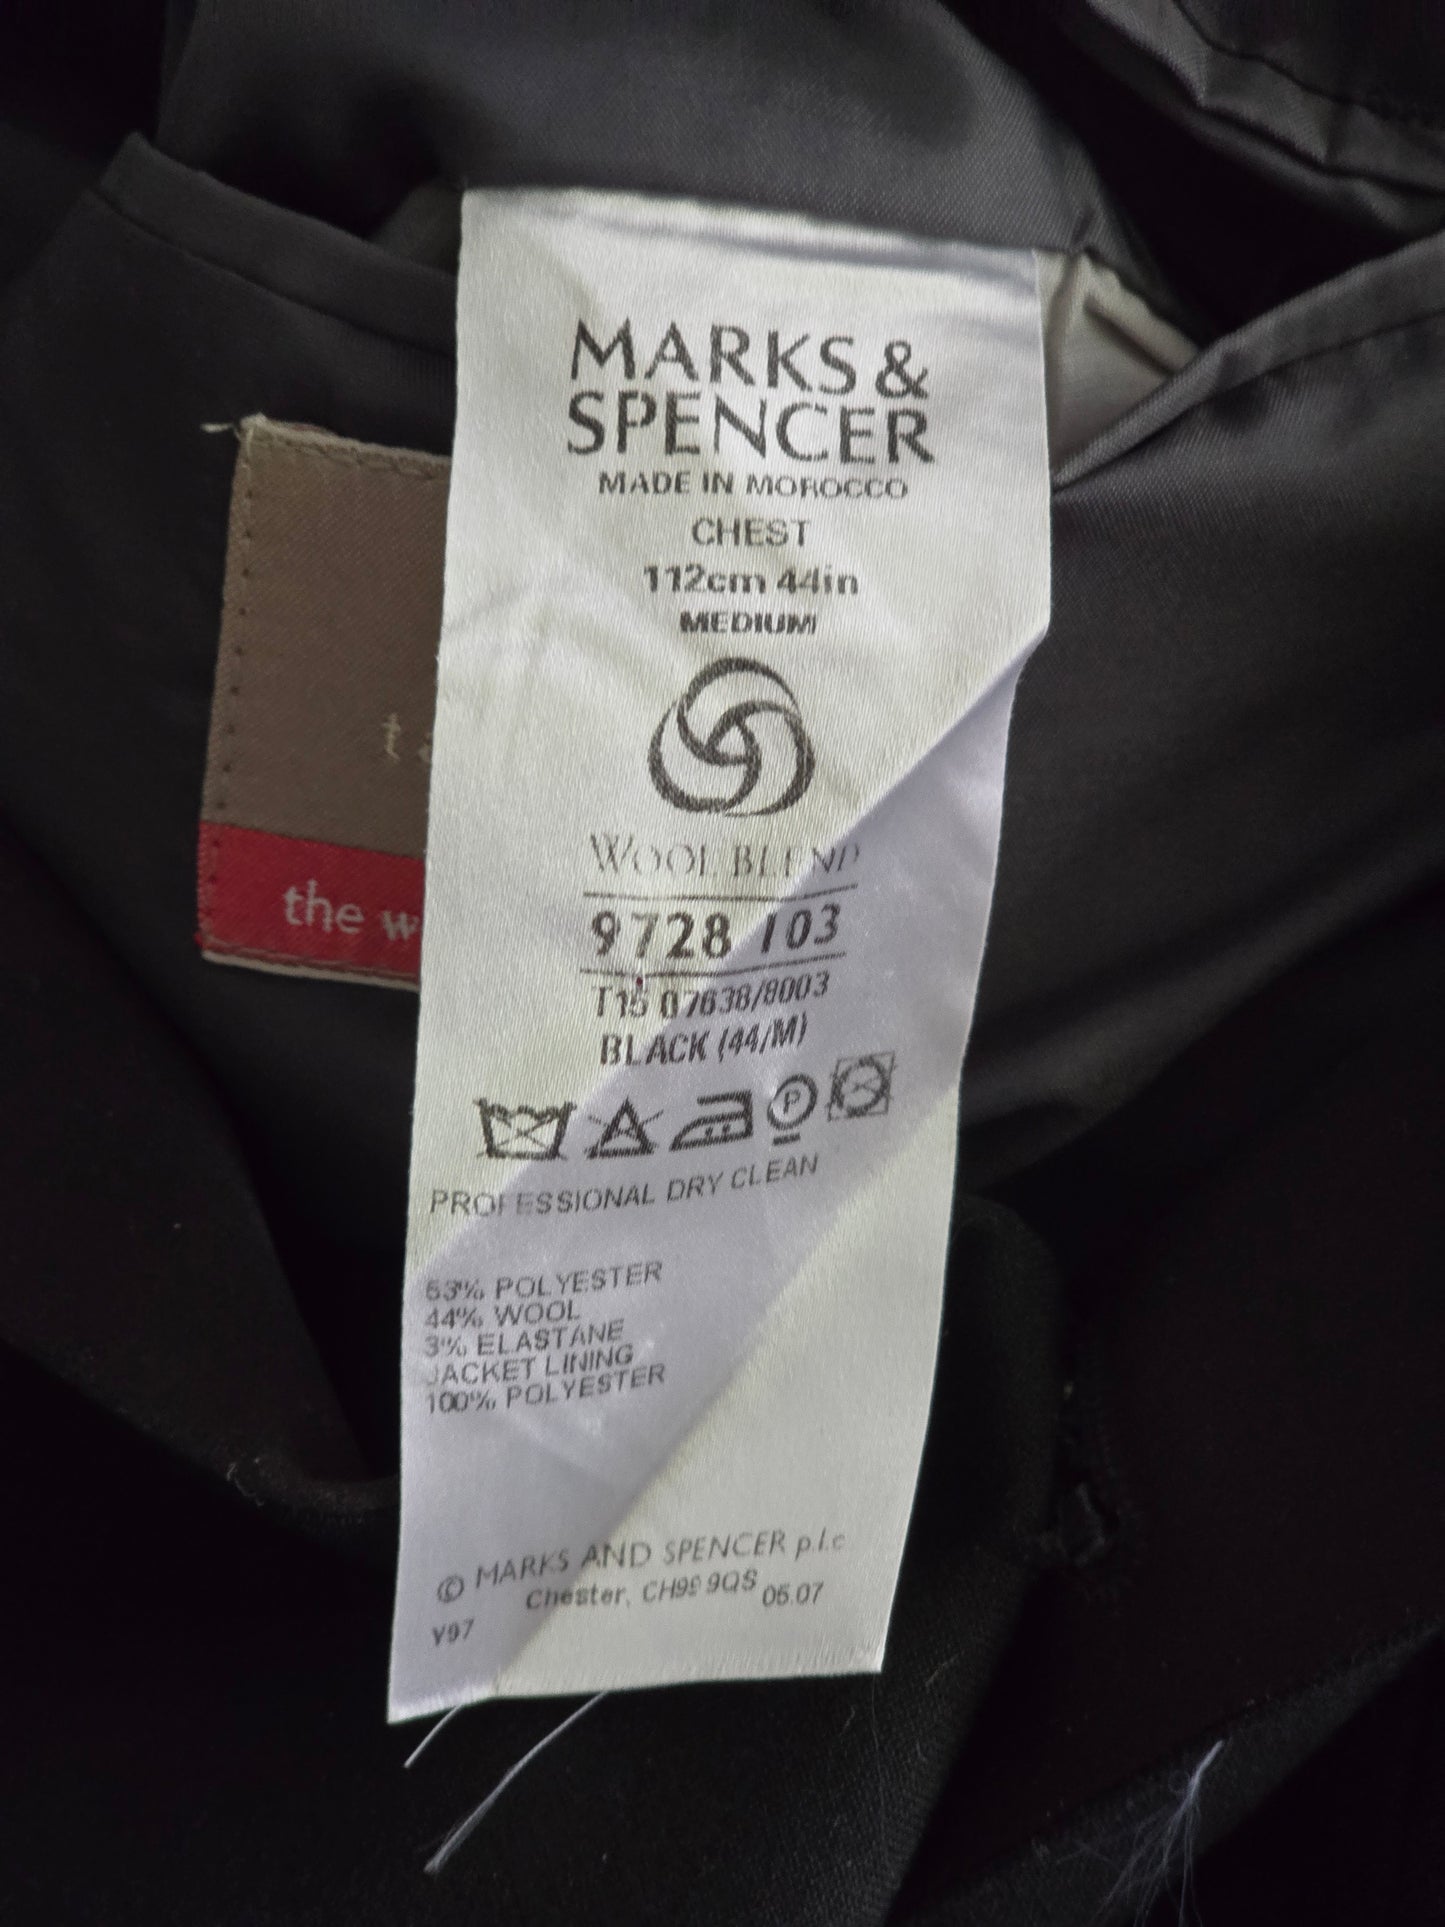 MARKS &
SPENCER
MADE IN MOROCCO
CHEST
112cm 44in
MEDIUM
WOOL BLEND
9728 103
T15 07638/8003
BLACK (44/M)
P
PROFESSIONAL DRY CLEAN
53% POLYESTER
44% WOOL
3% ELASTANE
JACKET LINING
100% POLYESTER
© MARKS AND SPENCER p.l.c
Chester, CH99 9QS 05.07
Y97
the